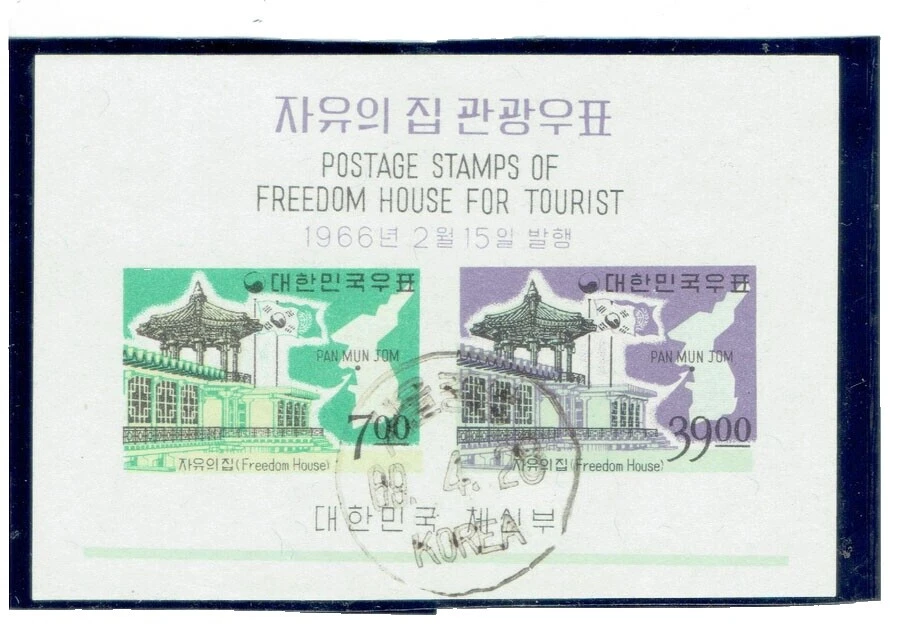 자유의 집 관광우표
POSTAGE STAMPS OF
FREEDOM HOUSE FOR TOURIST
1966년 2월 15일 발행
대한민국우표
PAN MUN JOM
7.00
자유의집 (Freedom House)
대한민국우표
PAN MUN JOM
39.00
자유의집 (Freedom House)
4. 28
대한민국 체신부
KOREA